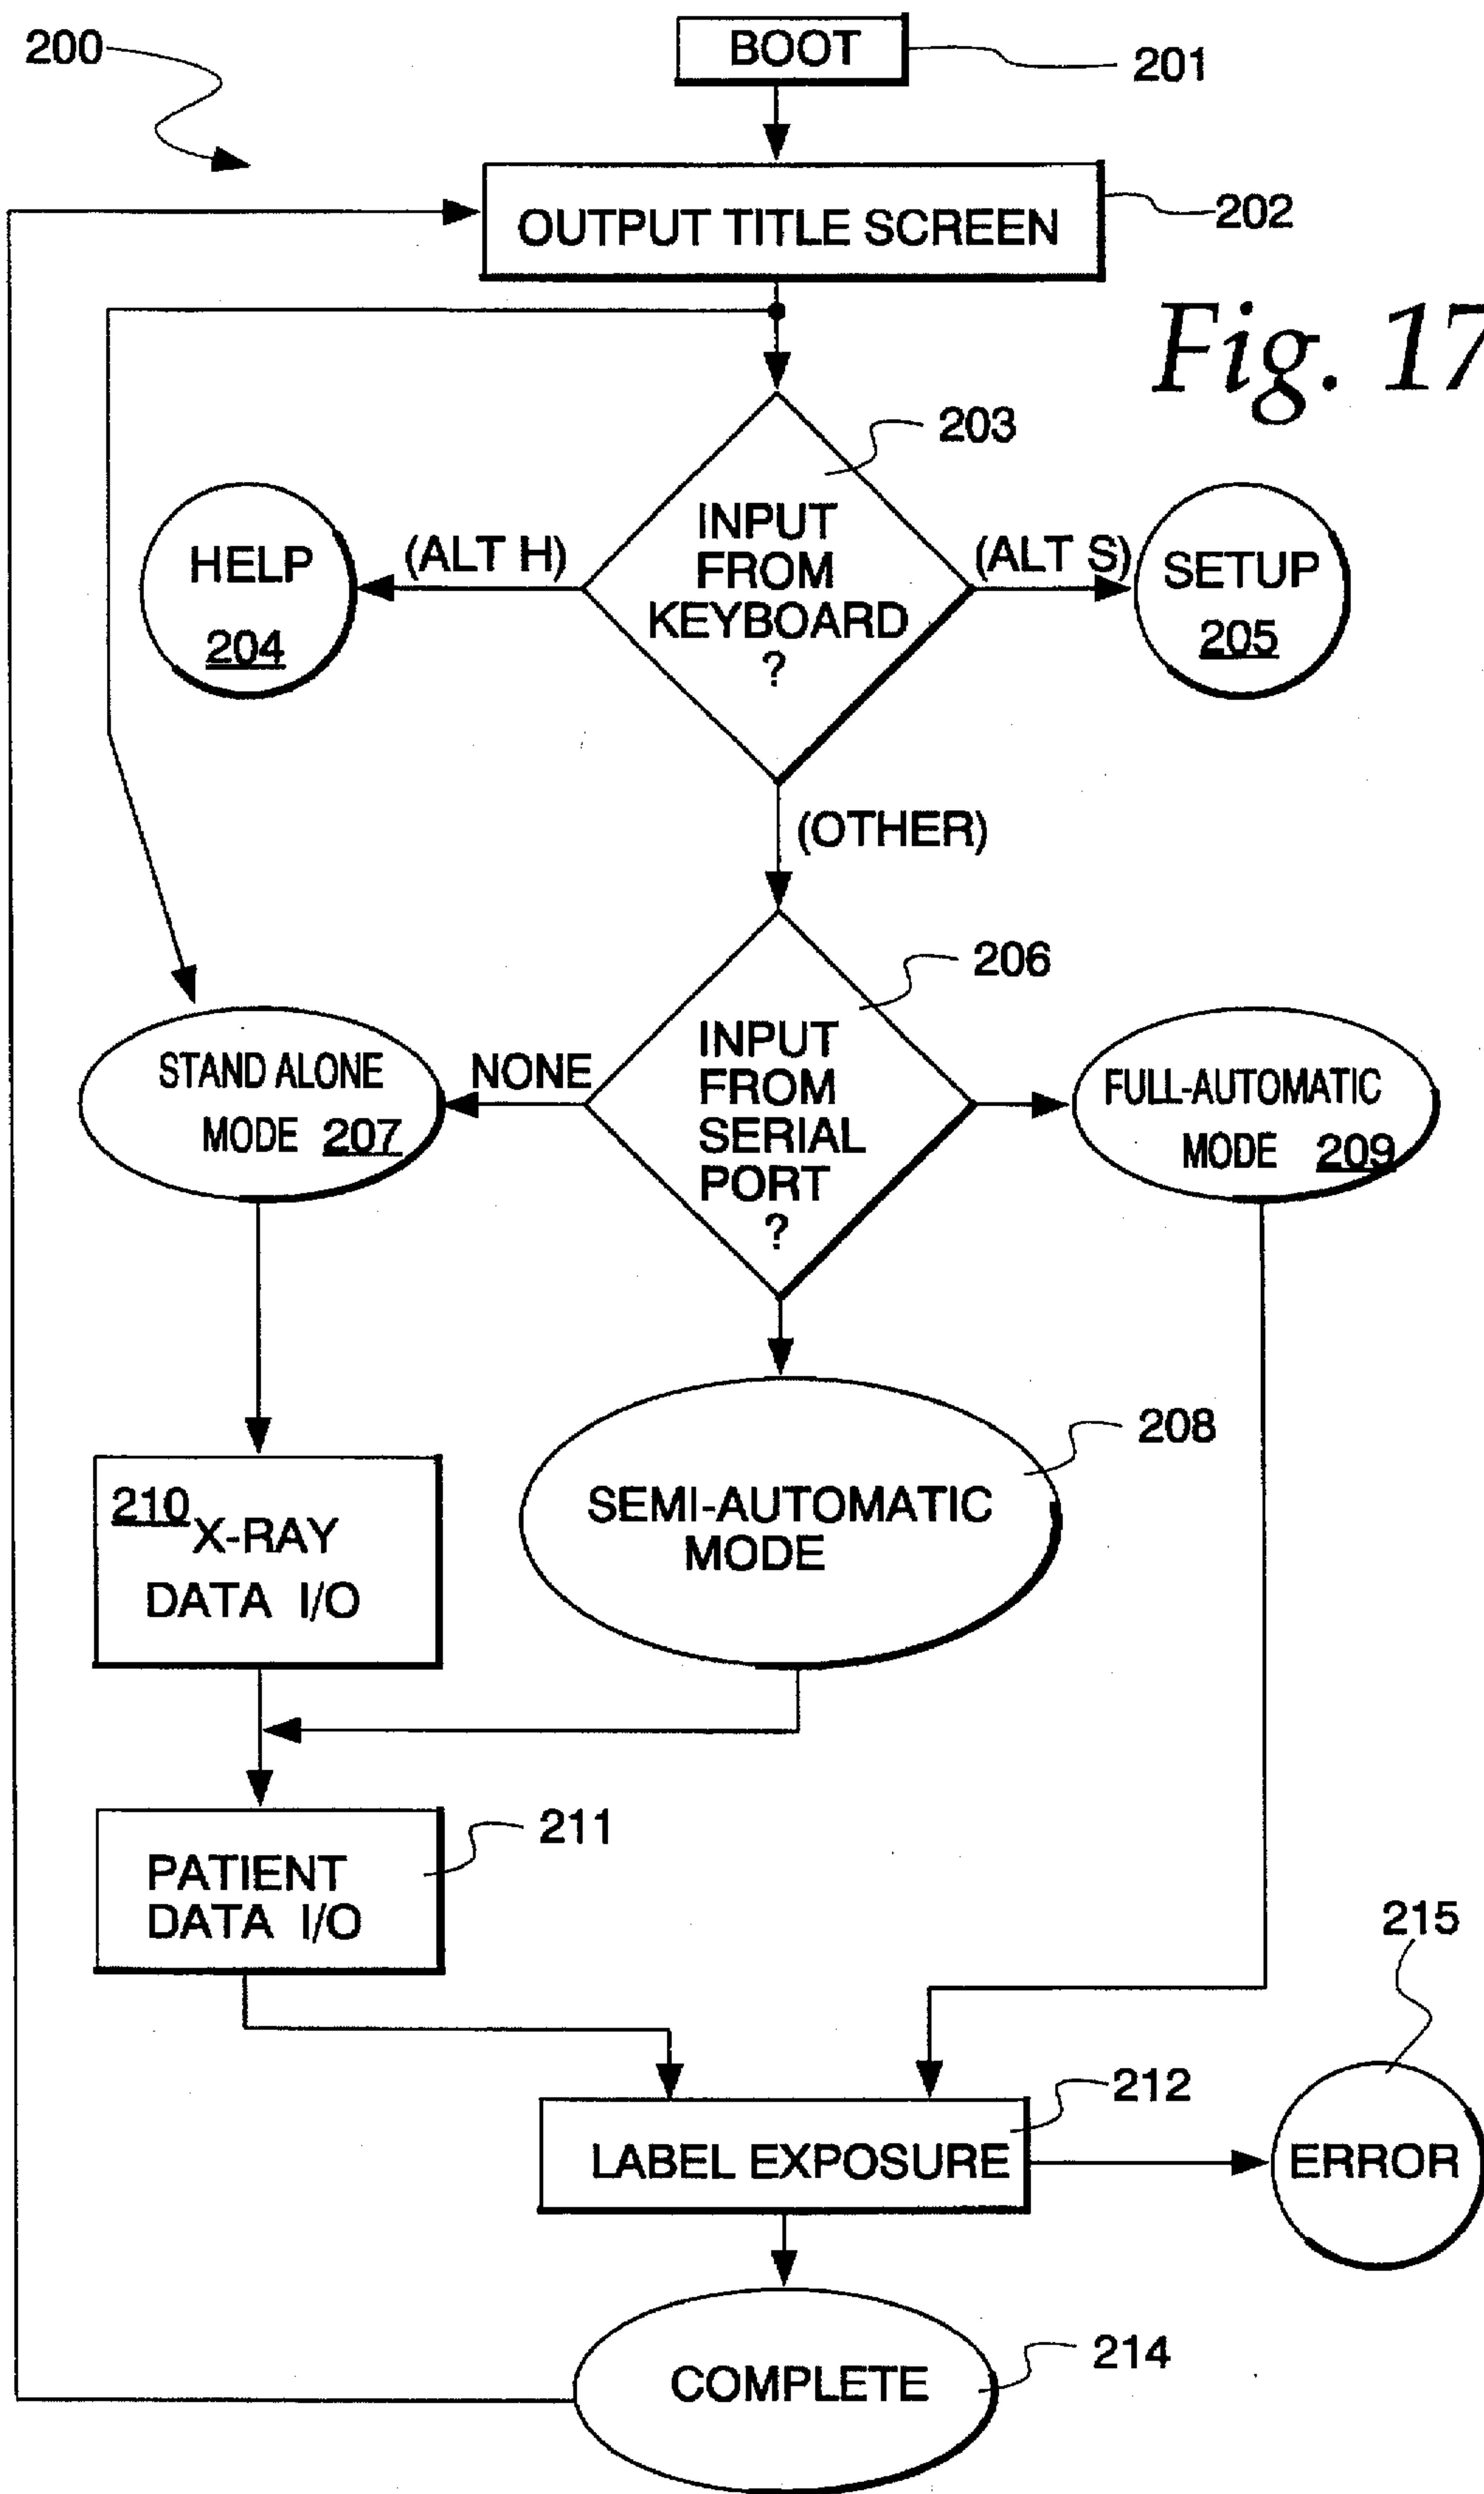 200
BOOT
201
OUTPUT TITLE SCREEN
202
Fig. 17
203
INPUT
FROM
KEYBOARD
?
(ALT H)
HELP
204
(ALT S)
SETUP
205
(OTHER)
206
INPUT
FROM
SERIAL
PORT
?
NONE
STAND ALONE
MODE 207
FULL-AUTOMATIC
MODE 209
208
SEMI-AUTOMATIC
MODE
210
X-RAY
DATA I/O
211
PATIENT
DATA I/O
215
212
LABEL EXPOSURE
ERROR
214
COMPLETE